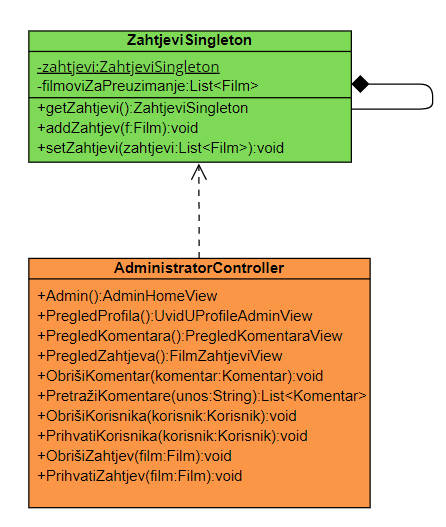 ZahtjeviSingleton
-zahtjevi:ZahtjeviSingleton
-filmoviZaPreuzimanje:List<Film>
+getZahtjevi():ZahtjeviSingleton
+addZahtjev(f:Film):void
+setZahtjevi(zahtjevi:List<Film>):void
AdministratorController
+Admin():AdminHomeView
+PregledProfila():UvidUProfileAdminView
+PregledKomentara():PregledKomentaraView
+PregledZahtjeva():FilmZahtjeviView
+ObrišiKomentar(komentar:Komentar):void
+PretražiKomentare(unos:String):List<Komentar>
+ObrišiKorisnika(korisnik:Korisnik):void
+PrihvatiKorisnika(korisnik:Korisnik):void
+ObrišiZahtjev(film:Film):void
+PrihvatiZahtjev(film:Film):void